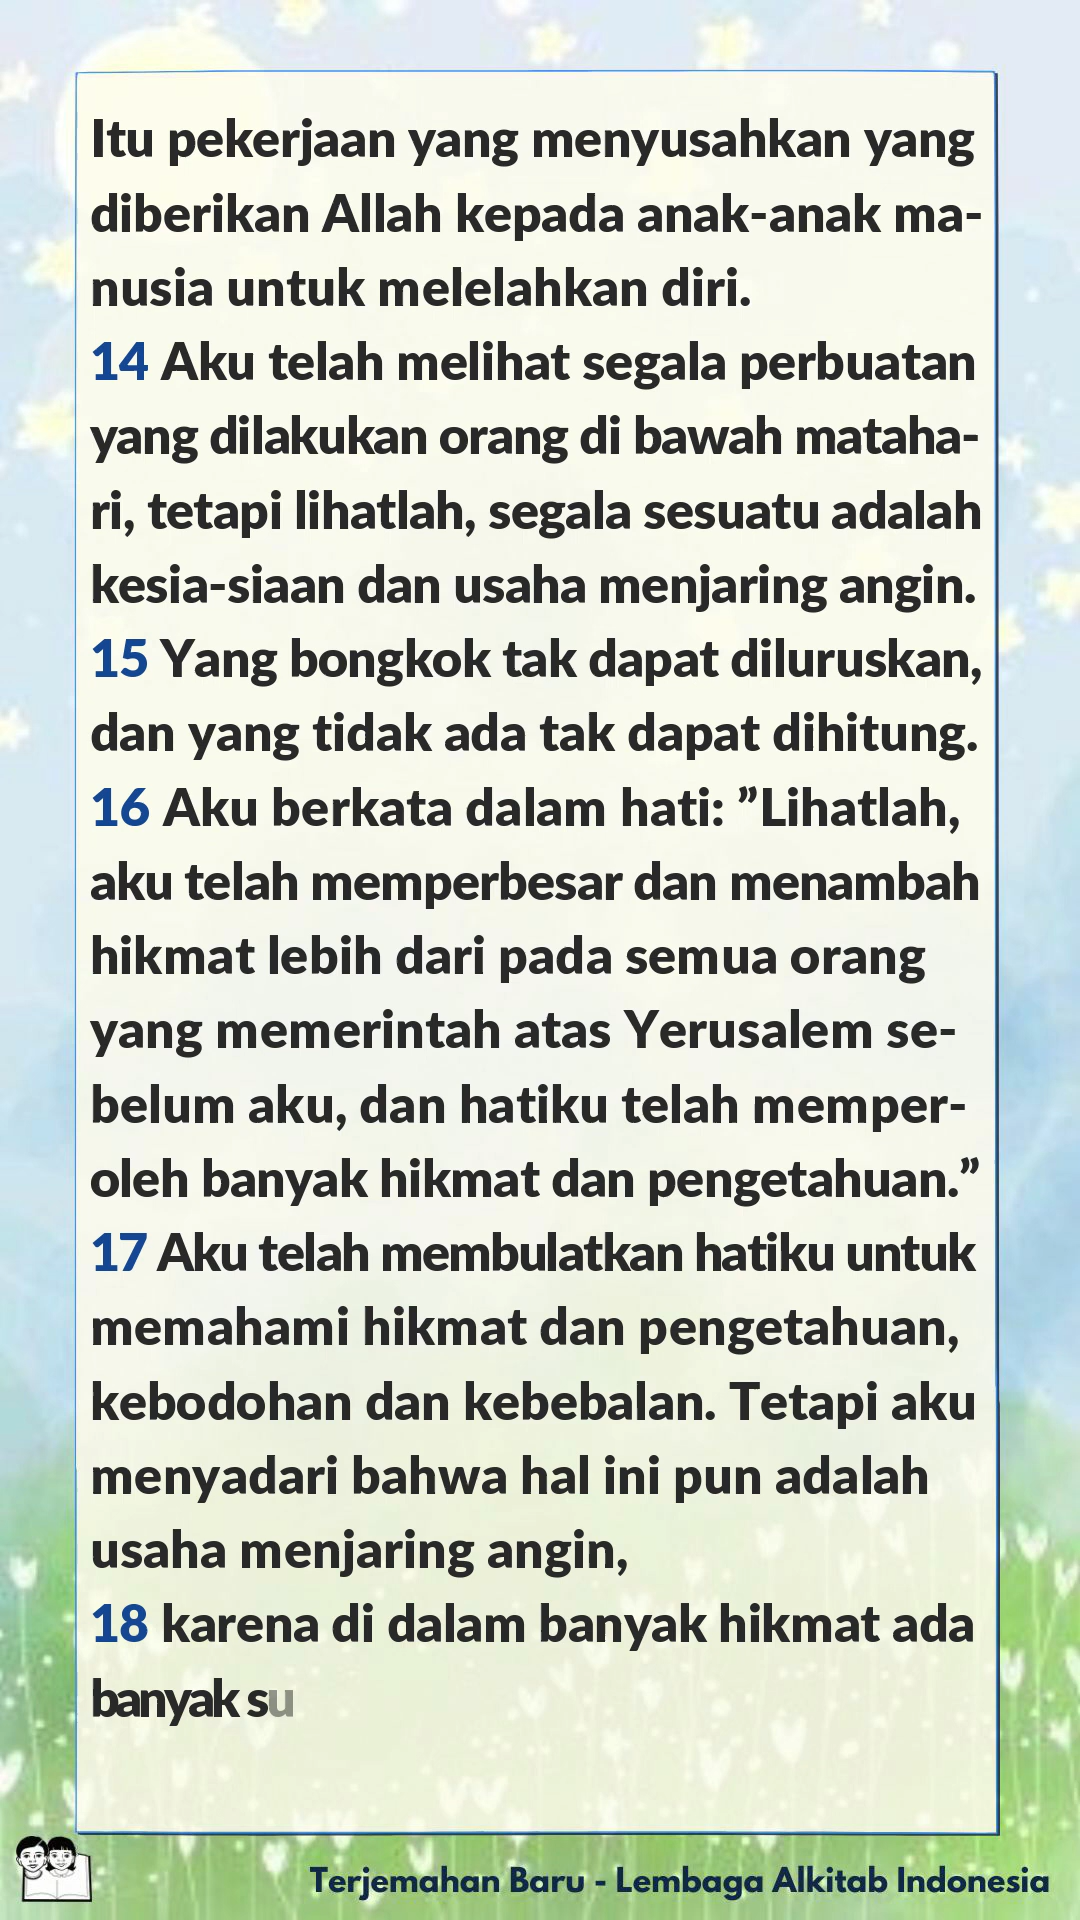 Itu pekerjaan yang menyusahkan yang
diberikan Allah kepada anak-anak ma-
nusia untuk melelahkan diri.
14 Aku telah melihat segala perbuatan
yang dilakukan orang di bawah mataha-
ri, tetapi lihatlah, segala sesuatu adalah
kesia-siaan dan usaha menjaring angin.
15 Yang bongkok tak dapat diluruskan,
dan yang tidak ada tak dapat dihitung.
16 Aku berkata dalam hati: ”Lihatlah,
aku telah memperbesar dan menambah
hikmat lebih dari pada semua orang
yang memerintah atas Yerusalem se-
belum aku, dan hatiku telah memper-
oleh banyak hikmat dan pengetahuan.”
17 Aku telah membulatkan hatiku untuk
memahami hikmat dan pengetahuan,
kebodohan dan kebebalan. Tetapi aku
menyadari bahwa hal ini pun adalah
usaha menjaring angin,
18 karena di dalam banyak hikmat ada
banyak su
Terjemahan Baru - Lembaga Alkitab Indonesia